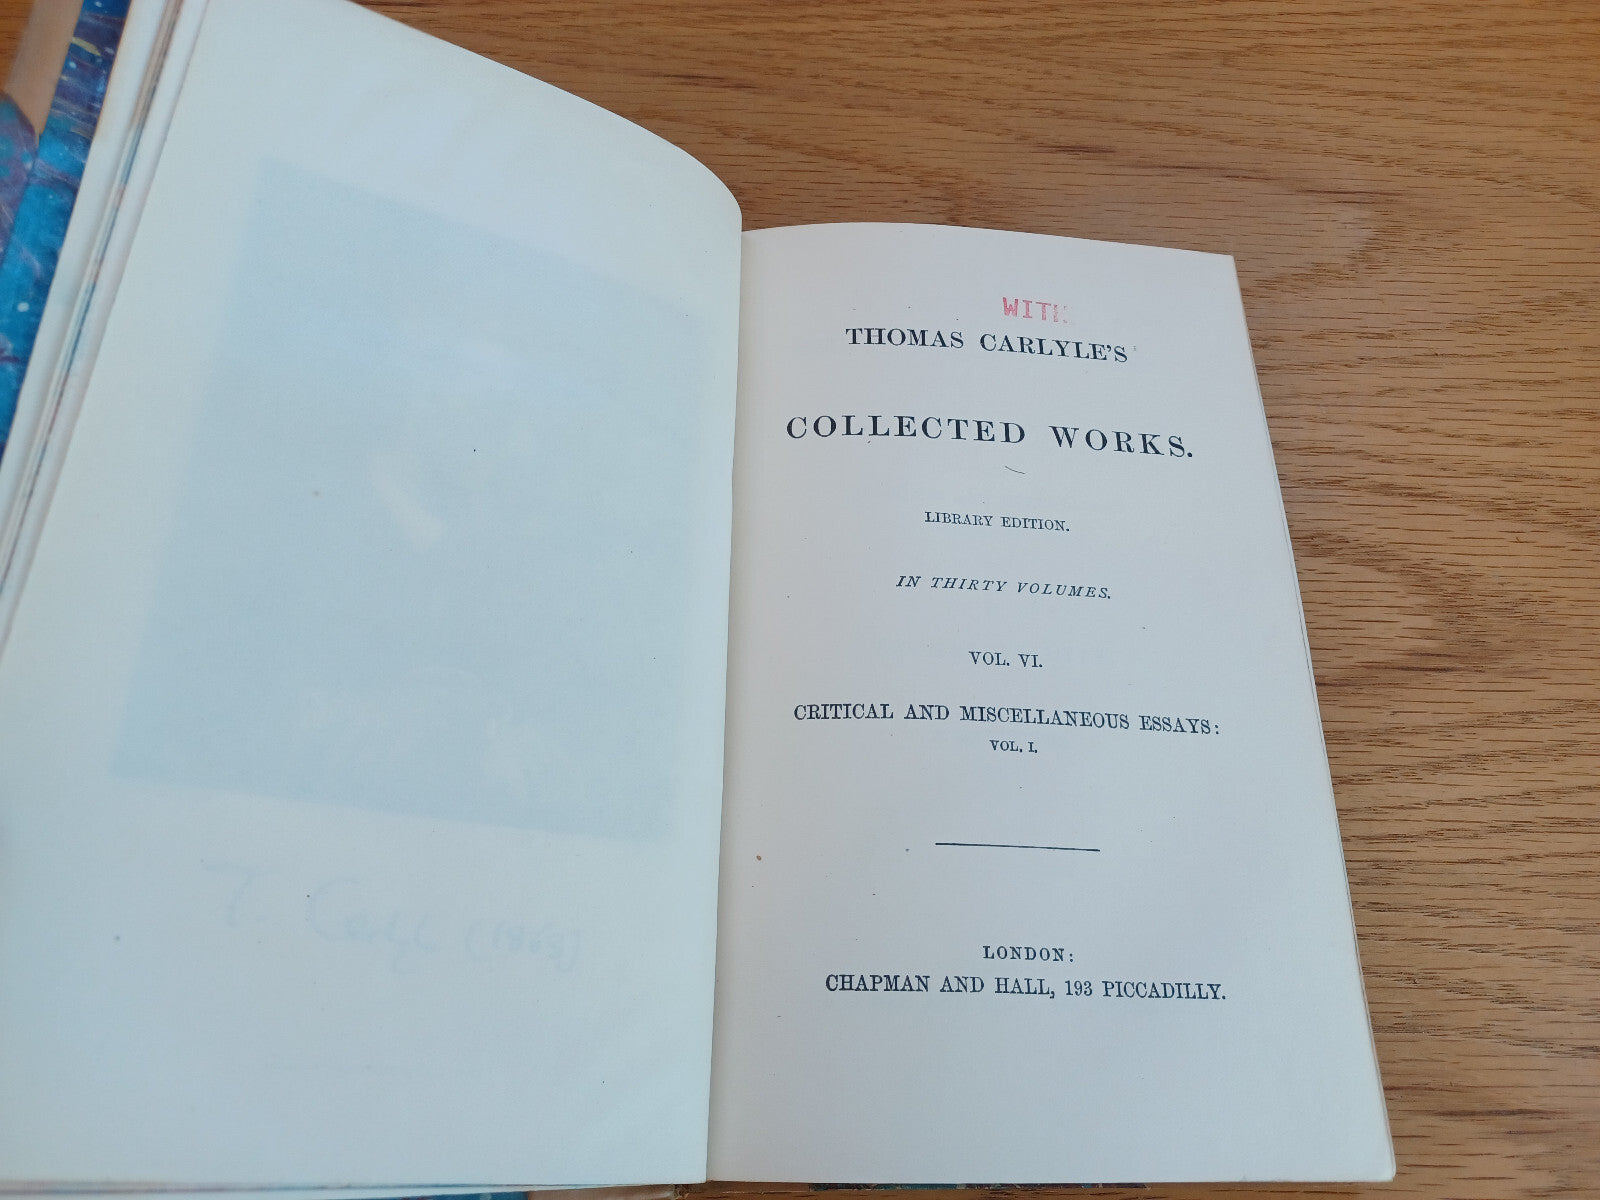 WITH
THOMAS CARLYLE'S
COLLECTED WORKS.
LIBRARY EDITION.
IN THIRTY VOLUMES.
VOL. VI.
CRITICAL AND MISCELLANEOUS ESSAYS:
VOL. I.
LONDON:
CHAPMAN AND HALL, 193 PICCADILLY.